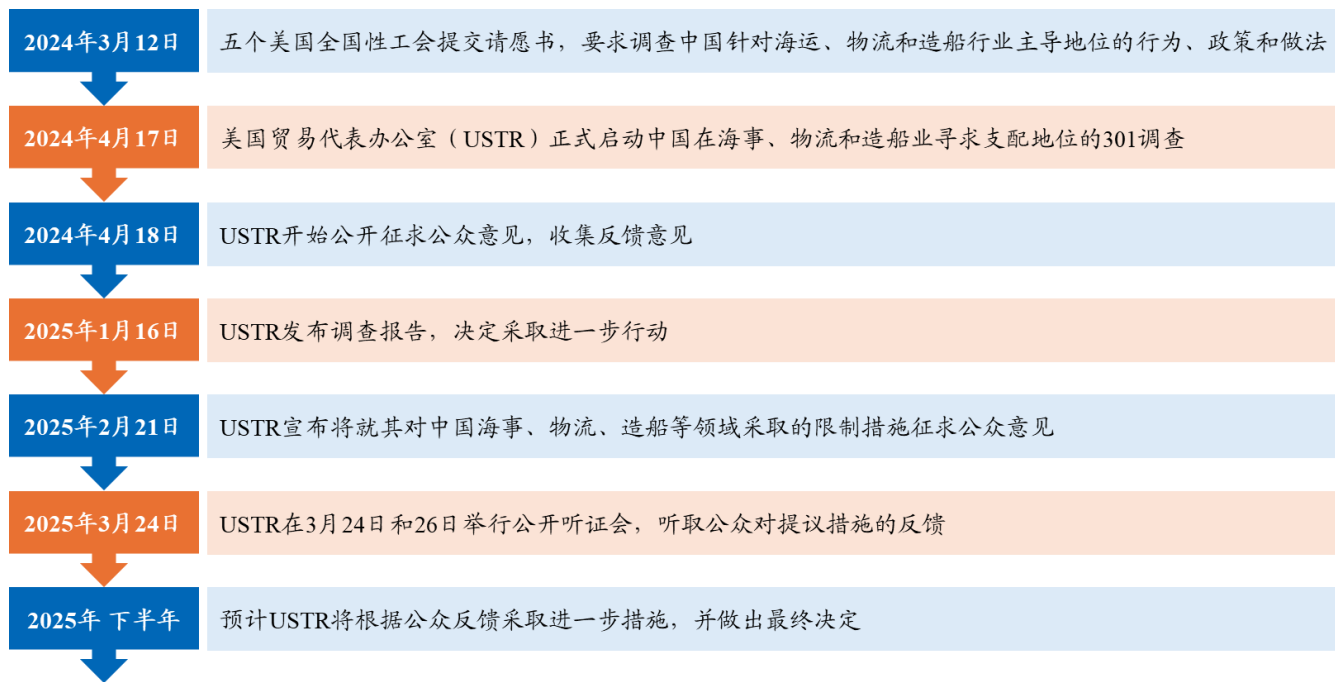 2024年3月12日
五个美国全国性工会提交请愿书，要求调查中国针对海运、物流和造船行业主导地位的行为、政策和做法
2024年4月17日
美国贸易代表办公室（USTR）正式启动中国在海事、物流和造船业寻求支配地位的301调查
2024年4月18日
USTR开始公开征求公众意见，收集反馈意见
2025年1月16日
USTR发布调查报告，决定采取进一步行动
2025年2月21日
USTR宣布将就其对中国海事、物流、造船等领域采取的限制措施征求公众意见
2025年3月24日
USTR在3月24日和26日举行公开听证会，听取公众对提议措施的反馈
2025年 下半年
预计USTR将根据公众反馈采取进一步措施，并做出最终决定